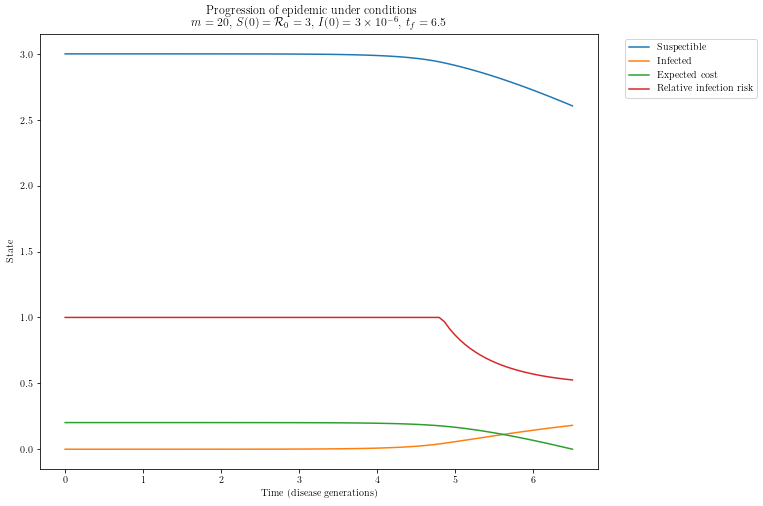 Progression of epidemic under conditions
m = 20, S(0) = ℛ₀ = 3, I(0) = 3 × 10⁻⁶, t_f = 6.5
Suspectible
Infected
Expected cost
Relative infection risk
State
3.0
2.5
2.0
1.5
1.0
0.5
0.0
0 1 2 3 4 5 6
Time (disease generations)